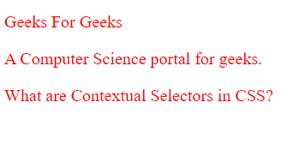 Geeks For Geeks
A Computer Science portal for geeks.
What are Contextual Selectors in CSS?